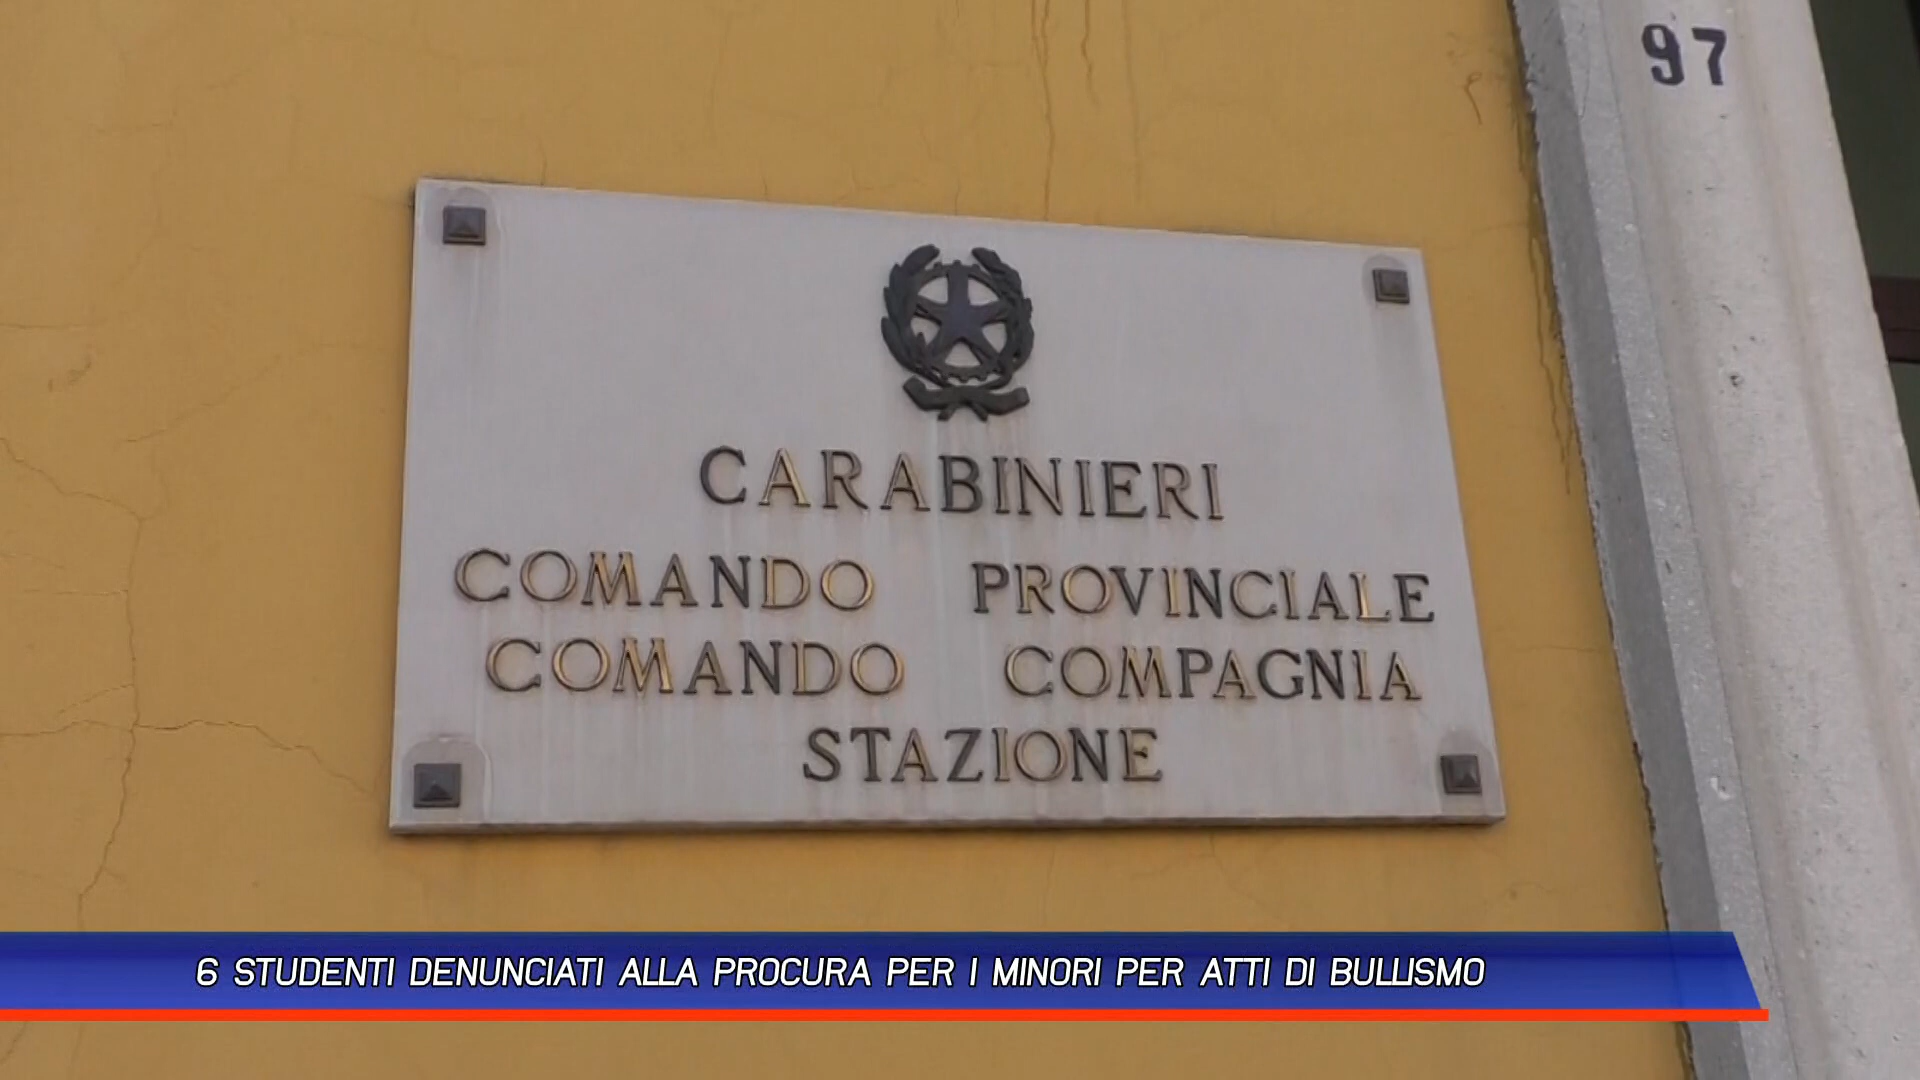 97
CARABINIERI
COMANDO PROVINCIALE
COMANDO COMPAGNIA
STAZIONE
6 STUDENTI DENUNCIATI ALLA PROCURA PER I MINORI PER ATTI DI BULLISMO